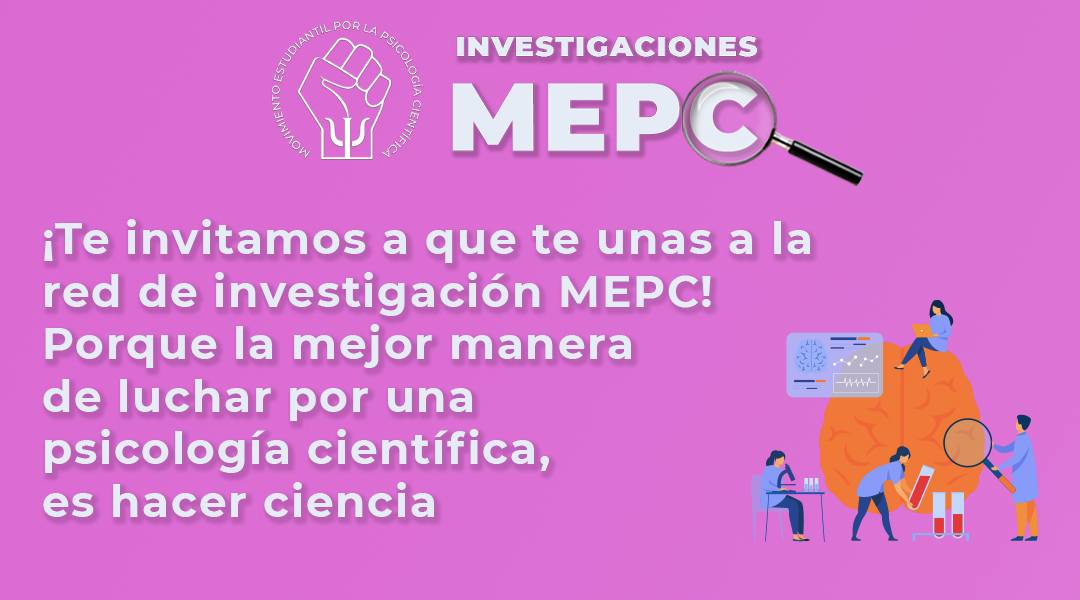 MOVIMIENTO ESTUDIANTIL POR LA PSICOLOGÍA CIENTÍFICA
INVESTIGACIONES
MEPC
¡Te invitamos a que te unas a la
red de investigación MEPC!
Porque la mejor manera
de luchar por una
psicología científica,
es hacer ciencia